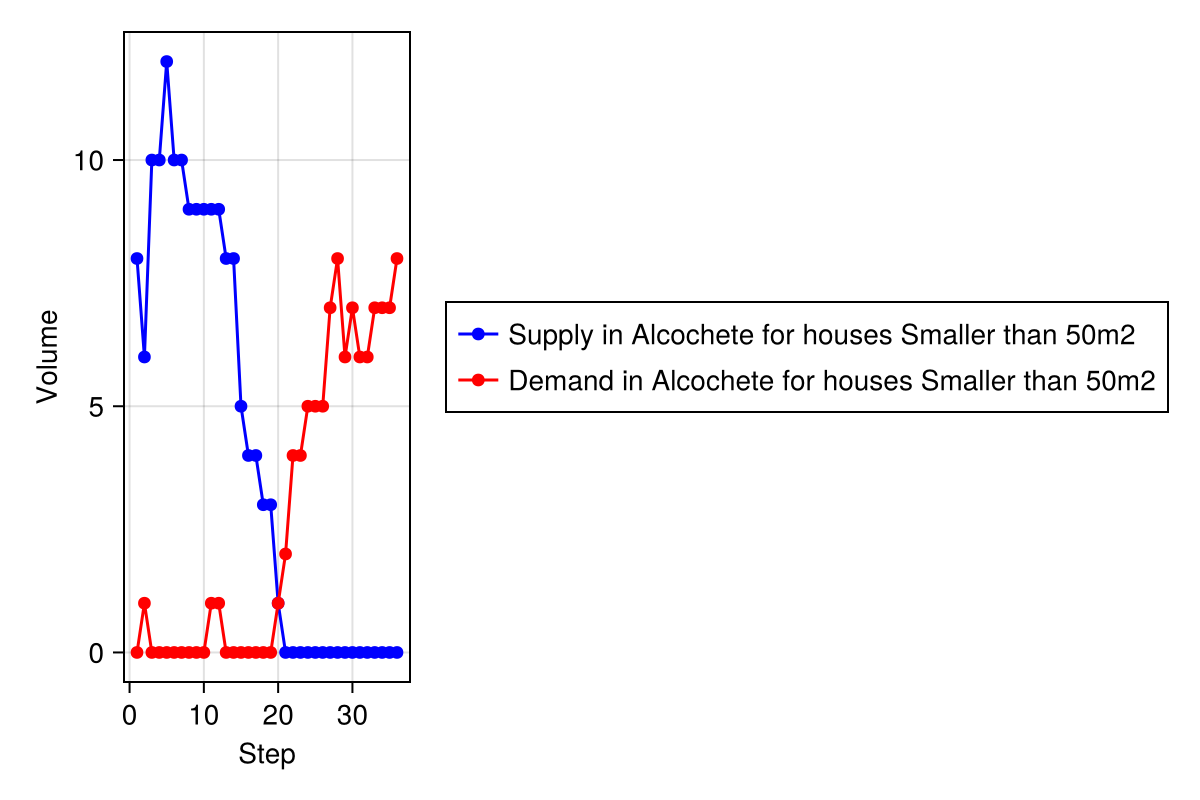 10
5
0
Volume
0 10 20 30
Step
Supply in Alcochete for houses Smaller than 50m2
Demand in Alcochete for houses Smaller than 50m2